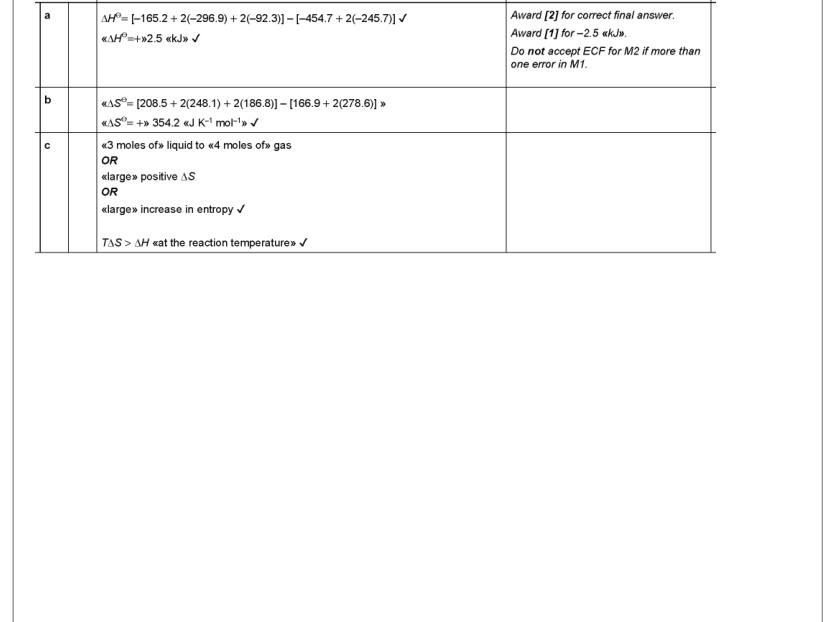 a
ΔH⦵= [–165.2 + 2(–296.9) + 2(–92.3)] – [–454.7 + 2(–245.7)] ✓
«ΔH⦵=+»2.5 «kJ» ✓
Award [2] for correct final answer.
Award [1] for –2.5 «kJ».
Do not accept ECF for M2 if more than
one error in M1.
b
«ΔS⦵= [208.5 + 2(248.1) + 2(186.8)] – [166.9 + 2(278.6)] »
«ΔS⦵= +» 354.2 «J K⁻¹ mol⁻¹» ✓
c
«3 moles of» liquid to «4 moles of» gas
OR
«large» positive ΔS
OR
«large» increase in entropy ✓
TΔS > ΔH «at the reaction temperature» ✓